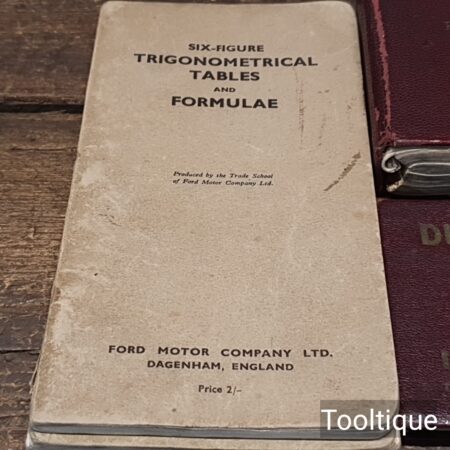 SIX-FIGURE
TRIGONOMETRICAL
TABLES
AND
FORMULAE
Produced by the Trade School
of Ford Motor Company Ltd.
FORD MOTOR COMPANY LTD.
DAGENHAM, ENGLAND
Price 2/-
Tooltique